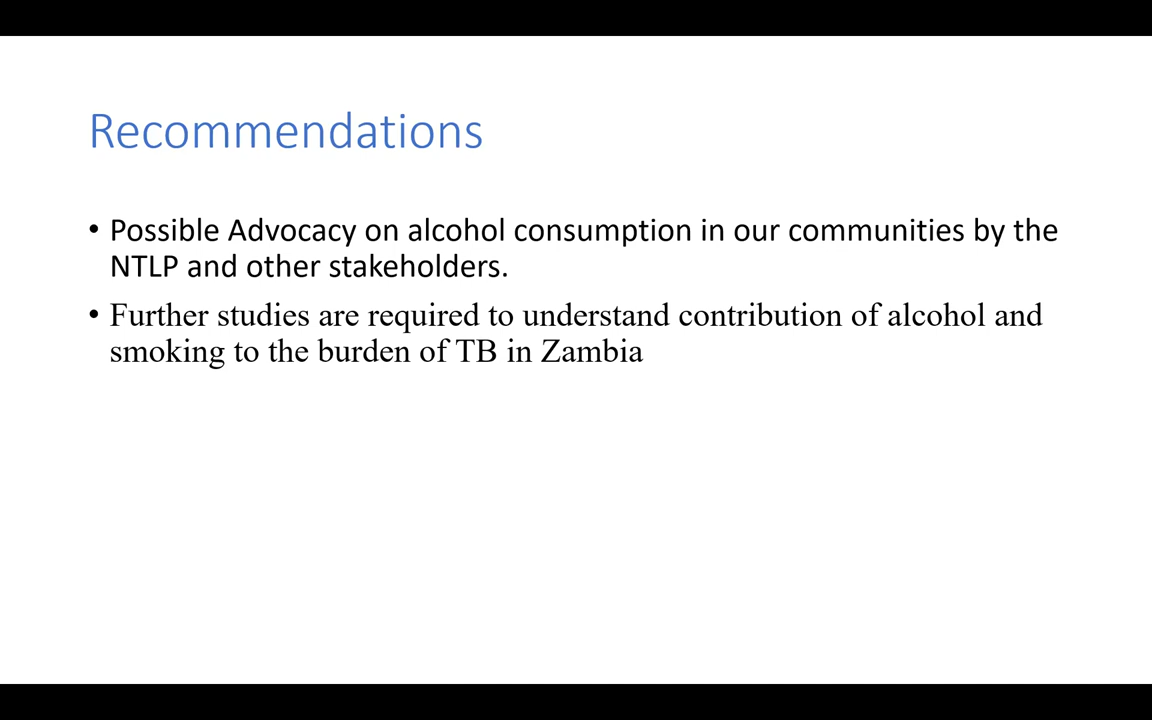 Recommendations
• Possible Advocacy on alcohol consumption in our communities by the
NTLP and other stakeholders.
• Further studies are required to understand contribution of alcohol and
smoking to the burden of TB in Zambia